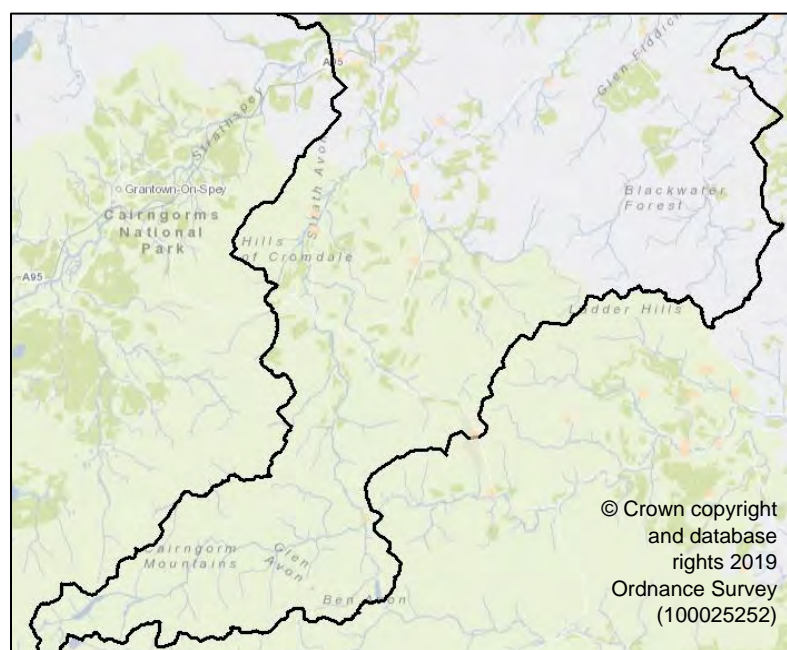 Glen Fiddich
A95
Strathspey
Strath Avon
Grantown-On-Spey
Blackwater
Forest
Cairngorms
National
Park
Hills
of Cromdale
A95
Ladder Hills
© Crown copyright
and database
rights 2019
Ordnance Survey
(100025252)
Cairngorm
Mountains
Glen
Avon
Ben Avon